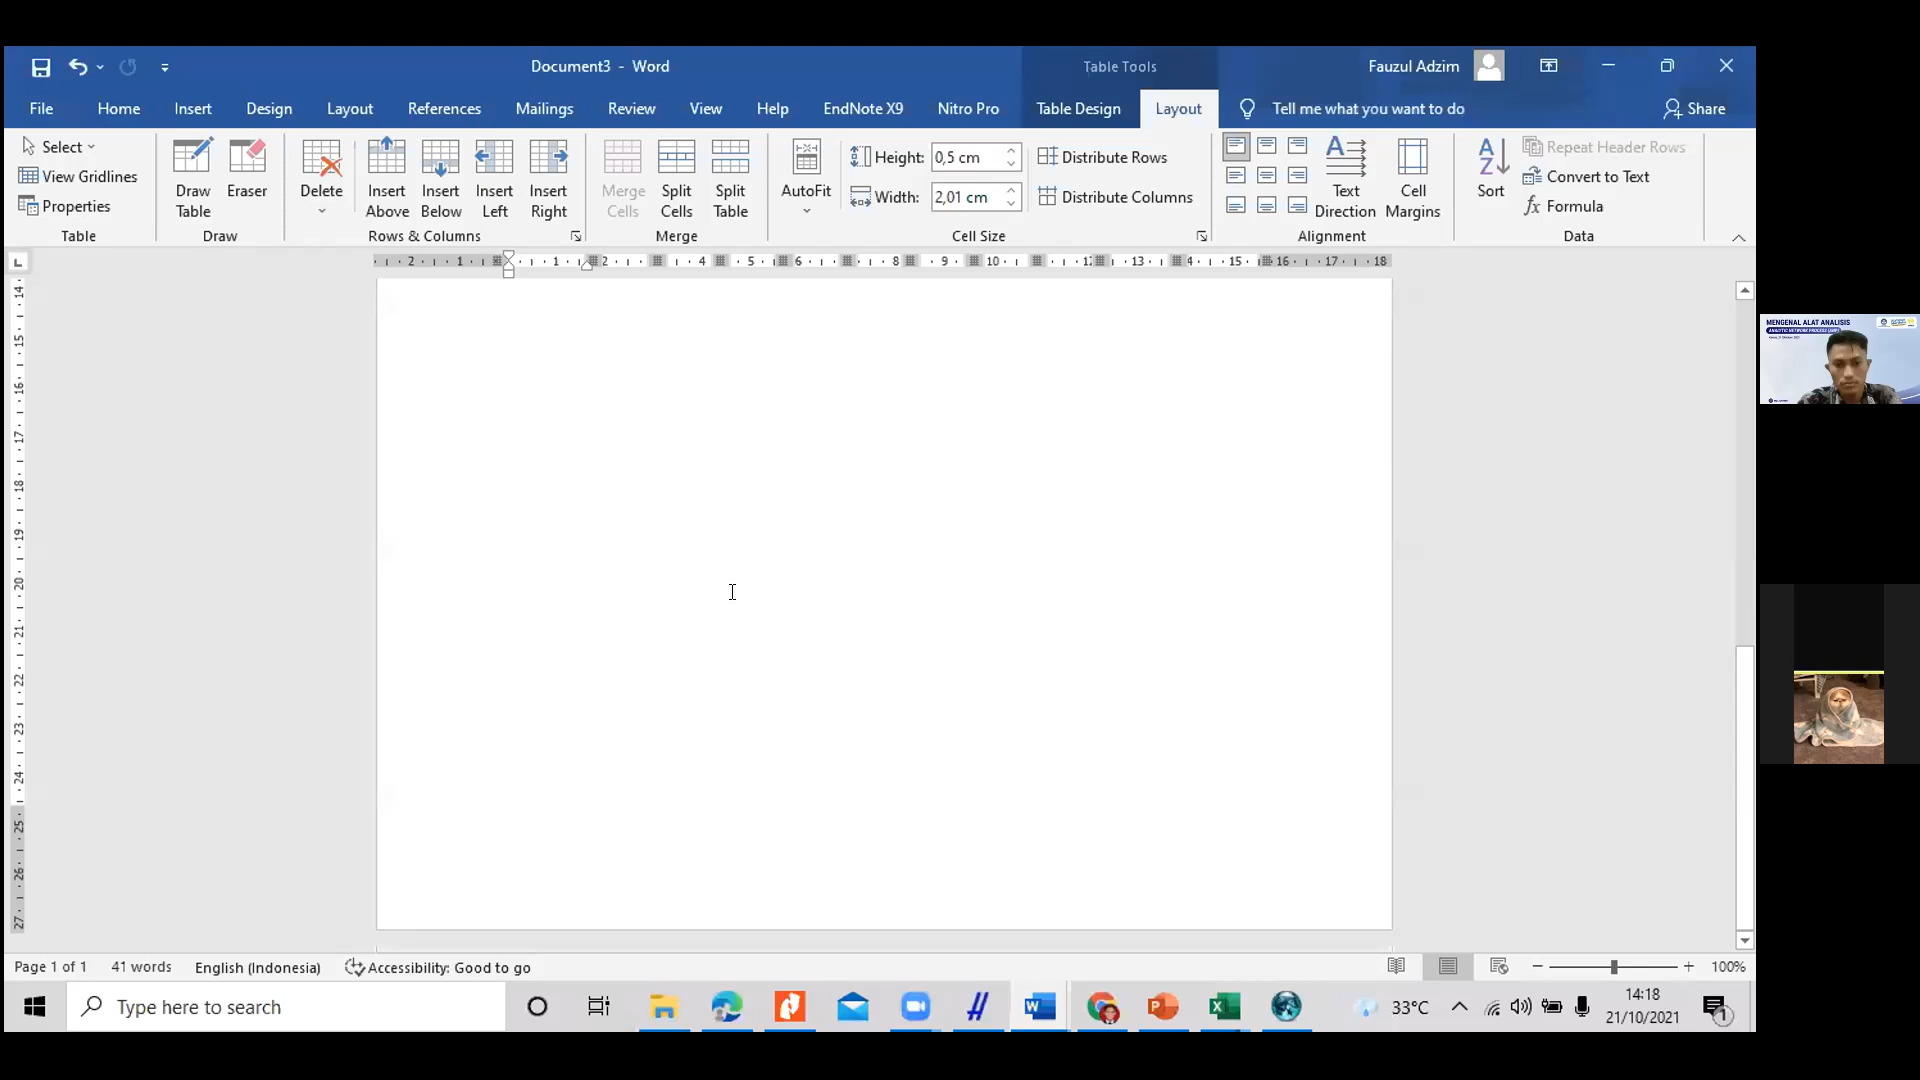 Document3 - Word
Table Tools
Fauzul Adzim
File
Home
Insert
Design
Layout
References
Mailings
Review
View
Help
EndNote X9
Nitro Pro
Table Design
Layout
Tell me what you want to do
Share
Select
View Gridlines
Properties
Table
Draw Table
Eraser
Draw
Delete
Insert Above
Insert Below
Insert Left
Insert Right
Rows & Columns
Merge Cells
Split Cells
Split Table
Merge
AutoFit
Height: 0,5 cm
Width: 2,01 cm
Distribute Rows
Distribute Columns
Cell Size
Text Direction
Cell Margins
Alignment
Sort
Repeat Header Rows
Convert to Text
Formula
Data
MENGENAL ALAT ANALISIS
ANALYTIC NETWORK PROCESS (ANP)
Page 1 of 1
41 words
English (Indonesia)
Accessibility: Good to go
100%
Type here to search
33°C
14:18
21/10/2021
1